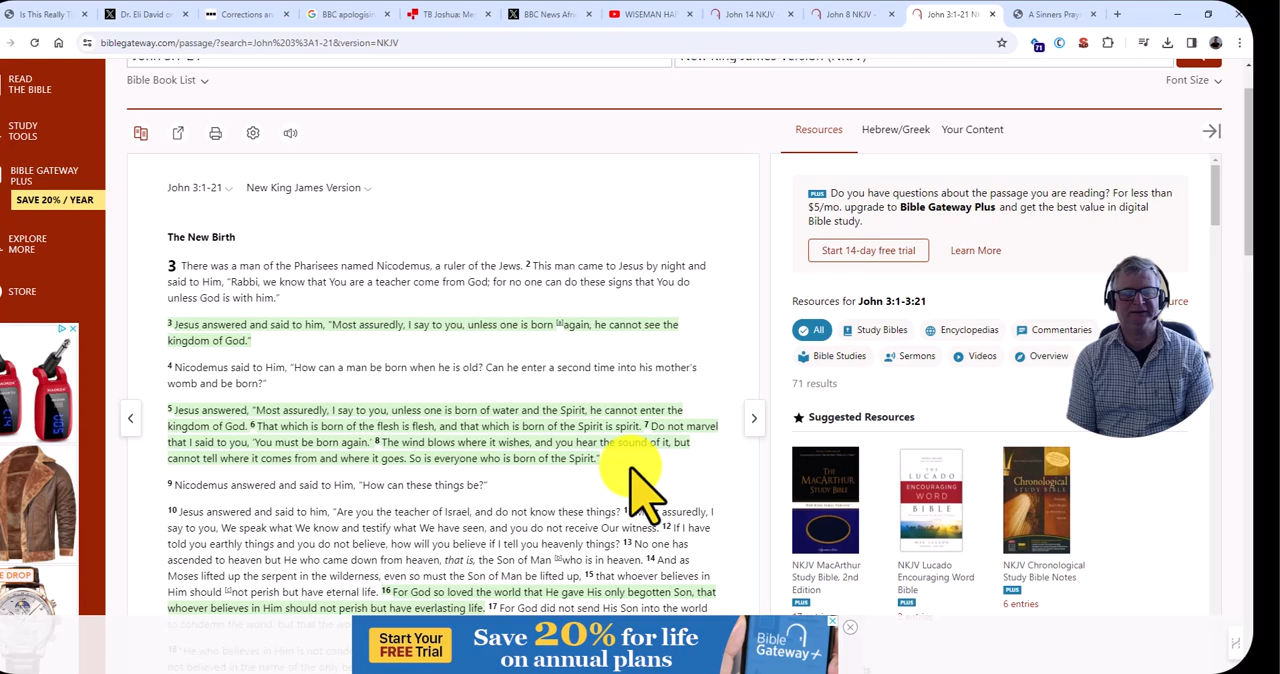 Is This Really T
Dr. Eli David or
Corrections an
BBC apologisin
TB Joshua: Me
BBC News Afr
WISEMAN HAR
John 14 NKJV
John 8 NKJV -
John 3:1-21 N
A Sinners Pray
biblegateway.com/passage/?search=John%203%3A1-21&version=NKJV
71
Bible Book List
Font Size
READ
THE BIBLE
STUDY
TOOLS
BIBLE GATEWAY
PLUS
SAVE 20% / YEAR
EXPLORE
MORE
STORE
Resources Hebrew/Greek Your Content
John 3:1-21 New King James Version
The New Birth
3 There was a man of the Pharisees named Nicodemus, a ruler of the Jews. 2 This man came to Jesus by night and
said to Him, “Rabbi, we know that You are a teacher come from God; for no one can do these signs that You do
unless God is with him.”
3 Jesus answered and said to him, “Most assuredly, I say to you, unless one is born [a]again, he cannot see the
kingdom of God.”
4 Nicodemus said to Him, “How can a man be born when he is old? Can he enter a second time into his mother’s
womb and be born?”
5 Jesus answered, “Most assuredly, I say to you, unless one is born of water and the Spirit, he cannot enter the
kingdom of God. 6 That which is born of the flesh is flesh, and that which is born of the Spirit is spirit. 7 Do not marvel
that I said to you, ‘You must be born again.’ 8 The wind blows where it wishes, and you hear the sound of it, but
cannot tell where it comes from and where it goes. So is everyone who is born of the Spirit.”
9 Nicodemus answered and said to Him, “How can these things be?”
10 Jesus answered and said to him, “Are you the teacher of Israel, and do not know these things? assuredly, I
say to you, We speak what We know and testify what We have seen, and you do not receive Our witness. 12 If I have
told you earthly things and you do not believe, how will you believe if I tell you heavenly things? 13 No one has
ascended to heaven but He who came down from heaven, that is, the Son of Man who is in heaven. 14 And as
Moses lifted up the serpent in the wilderness, even so must the Son of Man be lifted up, 15 that whoever believes in
Him should [c]not perish but have eternal life. 16 For God so loved the world that He gave His only begotten Son, that
whoever believes in Him should not perish but have everlasting life. 17 For God did not send His Son into the world
PLUS Do you have questions about the passage you are reading? For less than
$5/mo. upgrade to Bible Gateway Plus and get the best value in digital
Bible study.
Start 14-day free trial Learn More
Resources for John 3:1-3:21
All Study Bibles Encyclopedias Commentaries
Bible Studies Sermons Videos Overview
71 results
Suggested Resources
THE
MACARTHUR
STUDY BIBLE
THE
LUCADO
ENCOURAGING
WORD
BIBLE
Chronological
STUDY BIBLE
NKJV MacArthur
Study Bible, 2nd
Edition
PLUS
NKJV Lucado
Encouraging Word
Bible
PLUS
NKJV Chronological
Study Bible Notes
PLUS
6 entries
E DROP
Start Your
FREE Trial
Save 20% for life
on annual plans
Bible
Gateway+